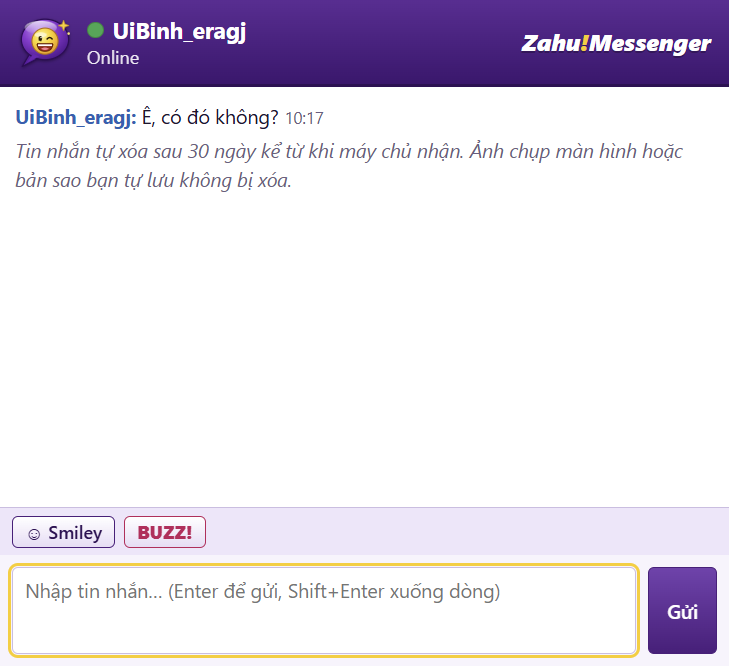 UiBinh_eragj
Online
Zahu!Messenger
UiBinh_eragj: Ê, có đó không? 10:17
Tin nhắn tự xóa sau 30 ngày kể từ khi máy chủ nhận. Ảnh chụp màn hình hoặc
bản sao bạn tự lưu không bị xóa.
☺ Smiley
BUZZ!
Nhập tin nhắn... (Enter để gửi, Shift+Enter xuống dòng)
Gửi